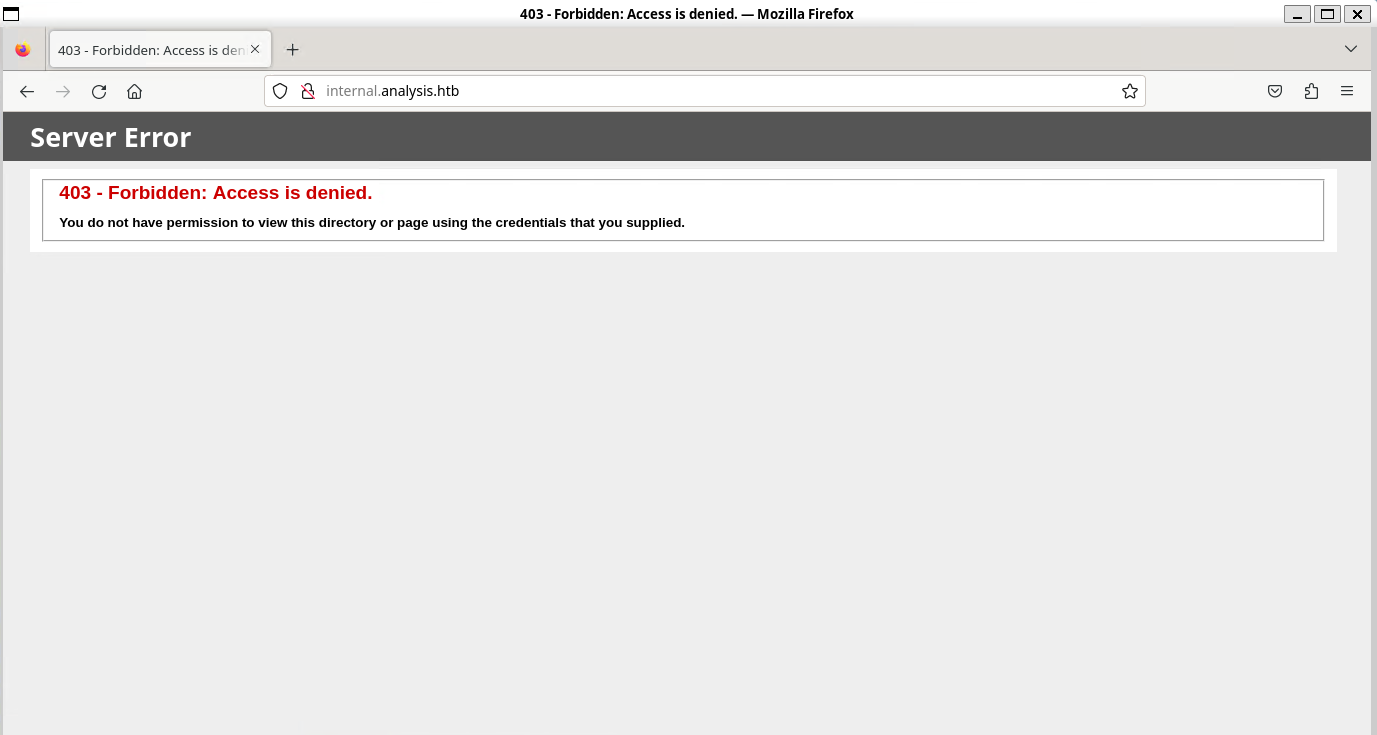 403 - Forbidden: Access is denied. — Mozilla Firefox
403 - Forbidden: Access is den
internal.analysis.htb
Server Error
403 - Forbidden: Access is denied.
You do not have permission to view this directory or page using the credentials that you supplied.